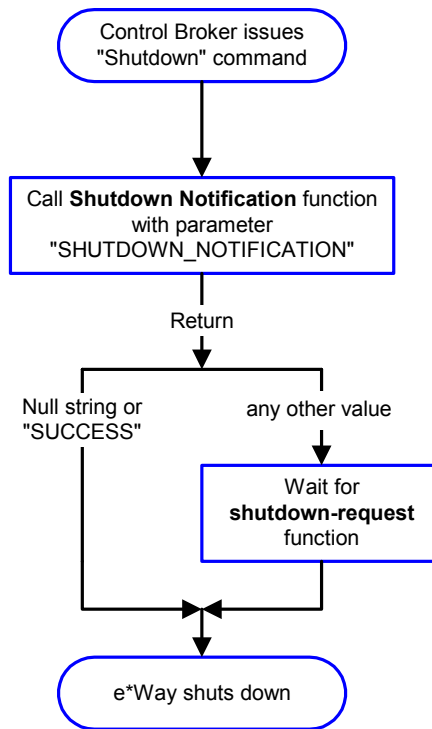 Control Broker issues
"Shutdown" command
Call Shutdown Notification function
with parameter
"SHUTDOWN_NOTIFICATION"
Return
Null string or
"SUCCESS"
any other value
Wait for
shutdown-request
function
e*Way shuts down